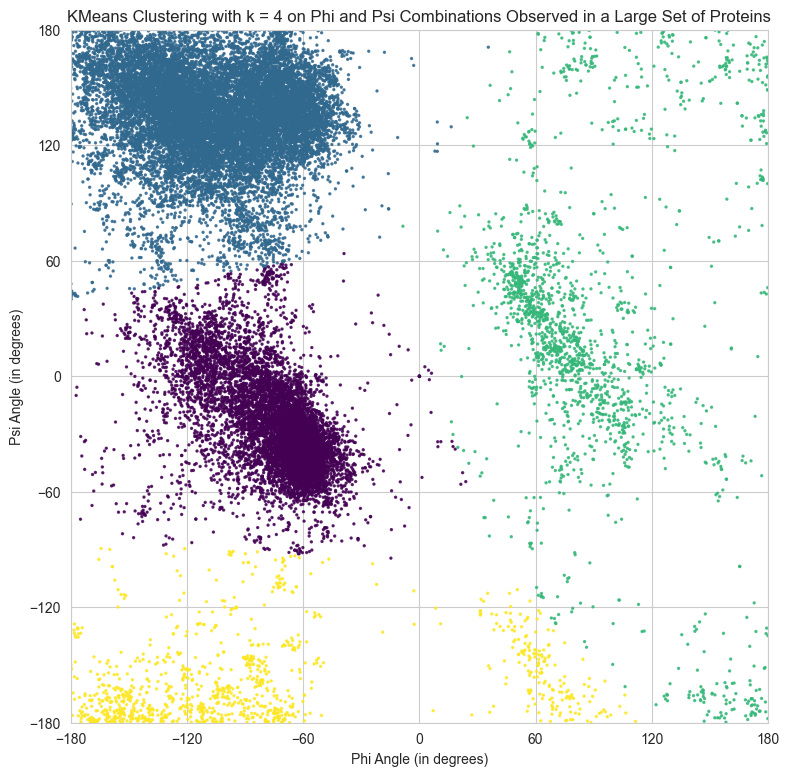 KMeans Clustering with k = 4 on Phi and Psi Combinations Observed in a Large Set of Proteins
180
120
60
0
−60
−120
−180
Psi Angle (in degrees)
−180 −120 −60 0 60 120 180
Phi Angle (in degrees)